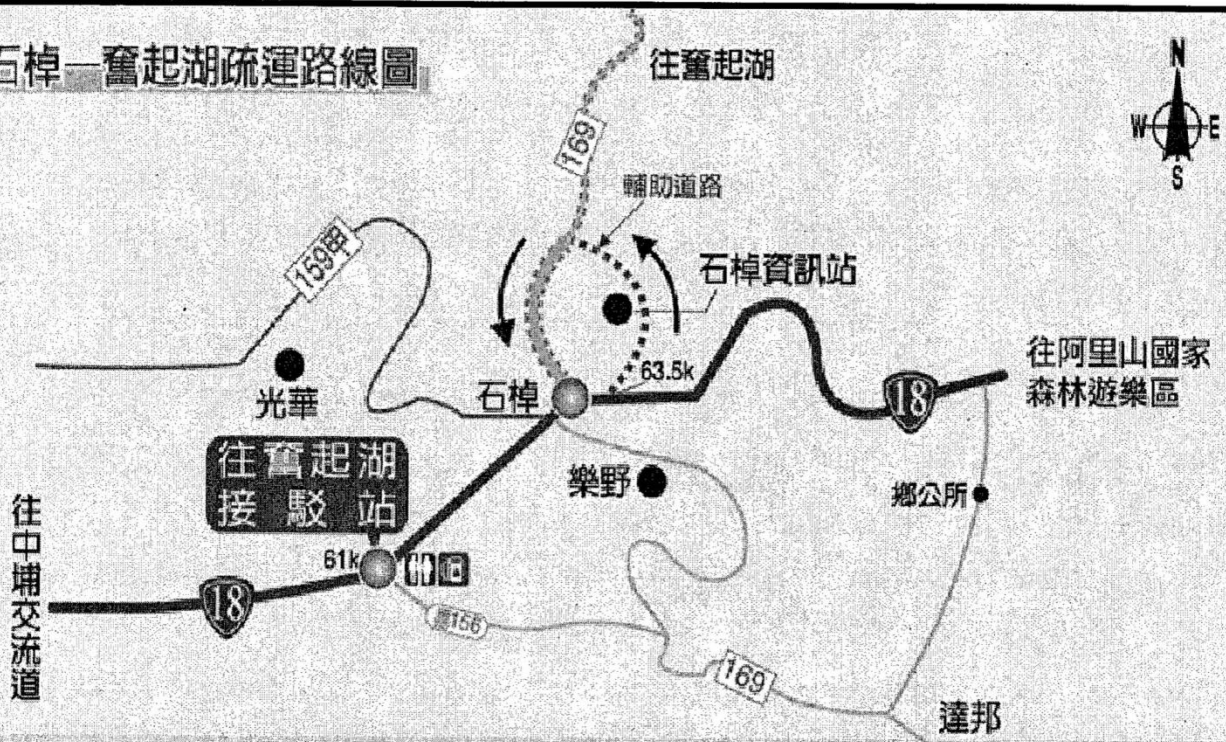 石棹—奮起湖疏運路線圖
往奮起湖
N
W
E
S
169
輔助道路
159甲
石棹資訊站
63.5k
往阿里山國家
森林遊樂區
18
光華
石棹
往奮起湖
接駁站
樂野
鄉公所
往中埔交流道
61k
18
156
169
達邦